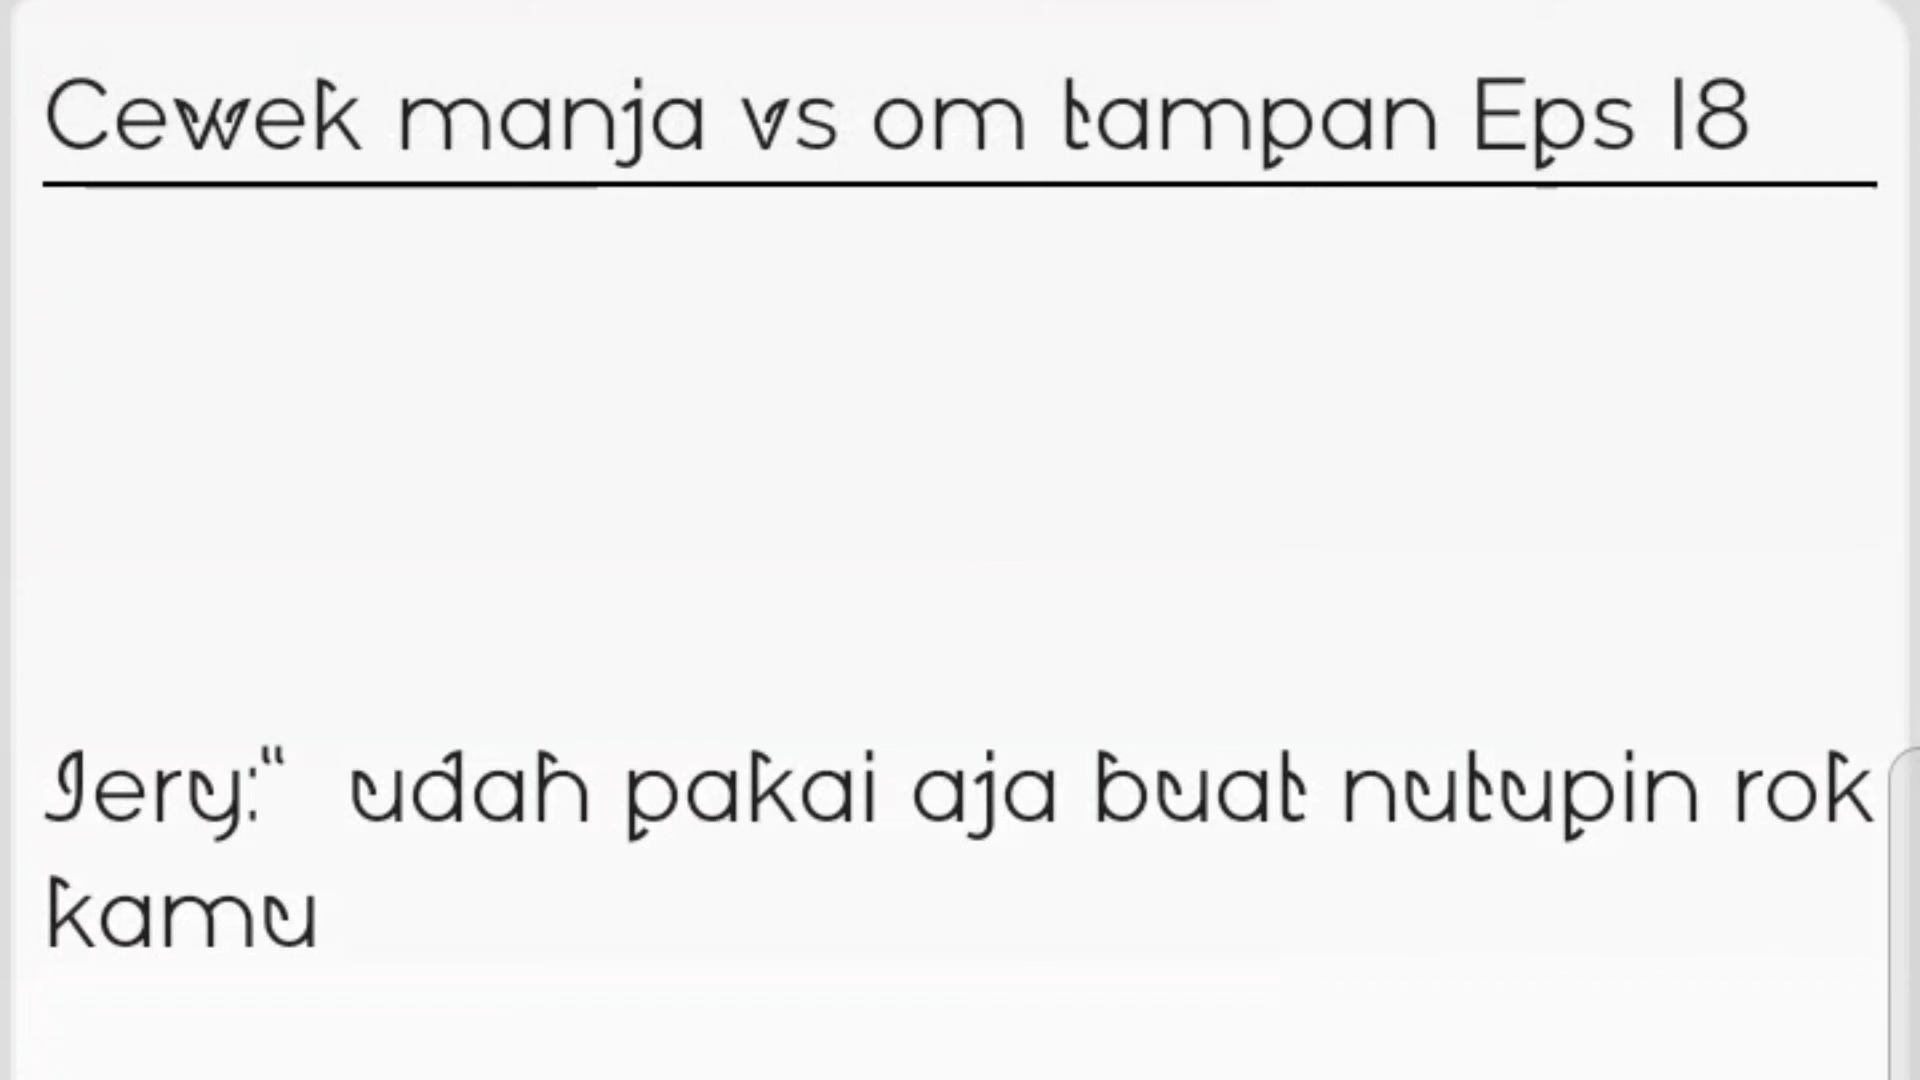 Cewek manja vs om tampan Eps 18
Jery:“ udah pakai aja buat nutupin rok
kamu